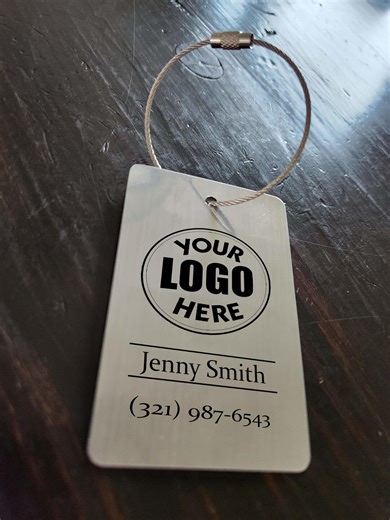 YOUR
LOGO
HERE
Jenny Smith
(321) 987-6543